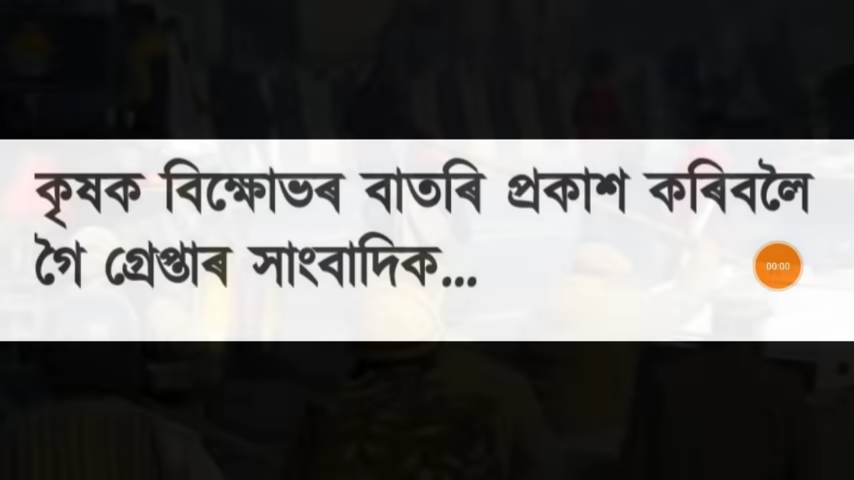 কৃষক বিক্ষোভৰ বাতৰি প্ৰকাশ কৰিবলৈ
গৈ গ্ৰেপ্তাৰ সাংবাদিক...
00:00